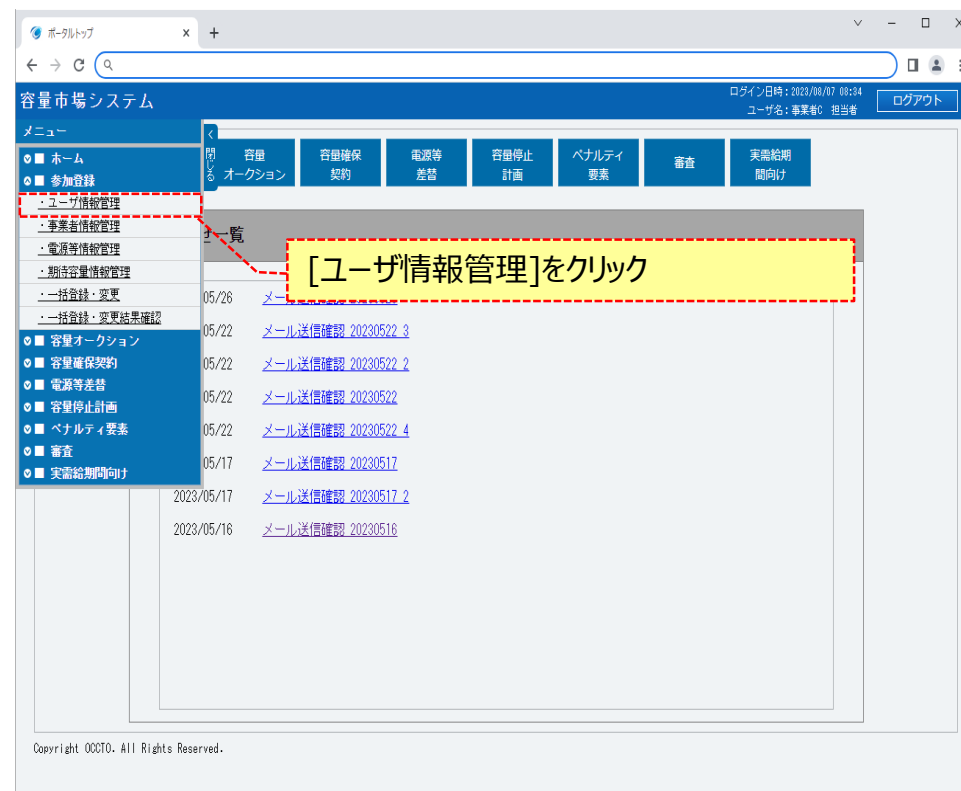 ポータルトップ
容量市場システム
ログイン日時：2023/08/07 08:34
ユーザ名：事業者C 担当者
ログアウト
メニュー
閉じる
ホーム
参加登録
・ユーザ情報管理
・事業者情報管理
・電源等情報管理
・期待容量情報管理
・一括登録・変更
・一括登録・変更結果確認
容量オークション
容量確保契約
電源等差替
容量停止計画
ペナルティ要素
審査
実需給期間向け
容量
オークション
容量確保
契約
電源等
差替
容量停止
計画
ペナルティ
要素
審査
実需給期
間向け
一覧
[ユーザ情報管理]をクリック
05/26 メー
05/22 メール送信確認 20230522 3
05/22 メール送信確認 20230522 2
05/22 メール送信確認 20230522
05/22 メール送信確認 20230522 4
05/17 メール送信確認 20230517
2023/05/17 メール送信確認 20230517 2
2023/05/16 メール送信確認 20230516
Copyright OCCTO. All Rights Reserved.